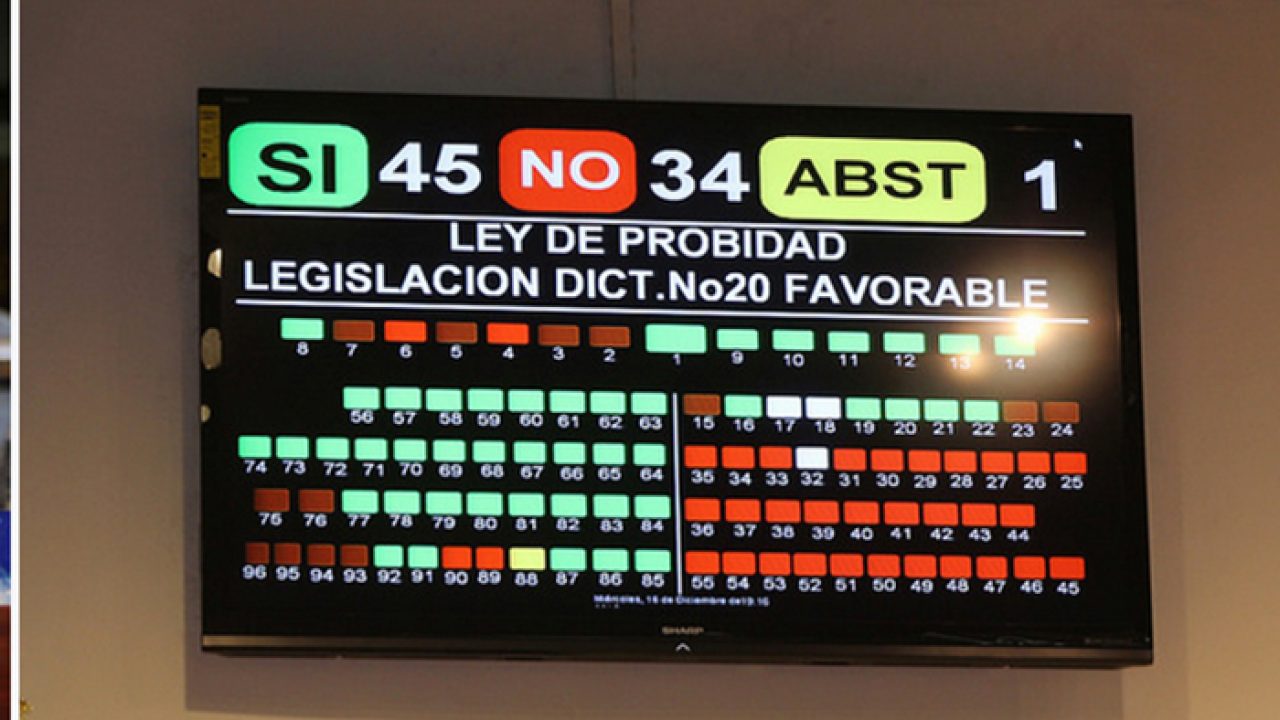 SI 45 NO 34 ABST 1
LEY DE PROBIDAD
LEGISLACION DICT.No20 FAVORABLE
8 7 6 5 4 3 2 1 9 10 11 12 13 14
56 57 58 59 60 61 62 63 15 16 17 18 19 20 21 22 23 24
74 73 72 71 70 69 68 67 66 65 64 35 34 33 32 31 30 29 28 27 26 25
75 76 77 78 79 80 81 82 83 84 36 37 38 39 40 41 42 43 44
96 95 94 93 92 91 90 89 88 87 86 85 55 54 53 52 51 50 49 48 47 46 45
Miércoles, 16 de Diciembre
SHARP